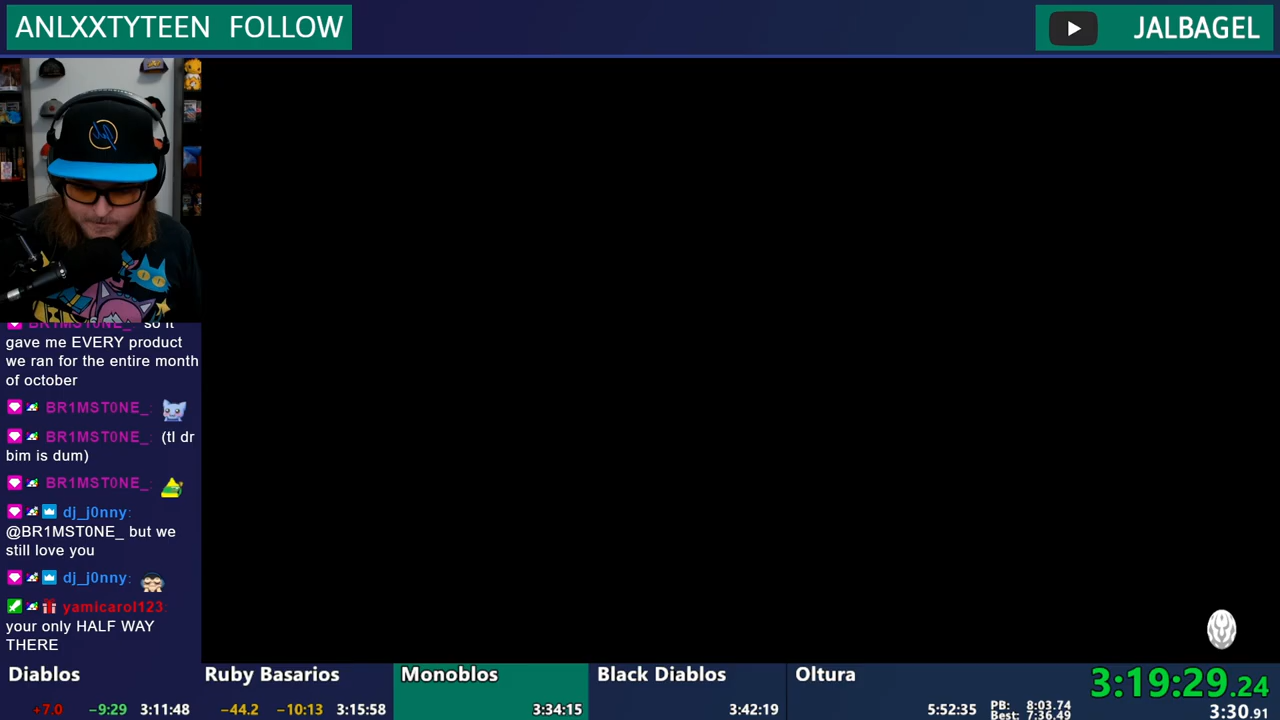 ANLXXTYTEEN FOLLOW
JALBAGEL
BR1MST0NE_: so it
gave me EVERY product
we ran for the entire month
of october
BR1MST0NE_:
BR1MST0NE_: (tl dr
bim is dum)
BR1MST0NE_:
dj_j0nny:
@BR1MST0NE_ but we
still love you
dj_j0nny:
yamicarol123:
your only HALF WAY
THERE
Diablos
+7.0 −9:29 3:11:48
Ruby Basarios
−44.2 −10:13 3:15:58
Monoblos
3:34:15
Black Diablos
3:42:19
Oltura
5:52:35
3:19:29.24
PB: 8:03.74
Best: 7:36.49
3:30.91